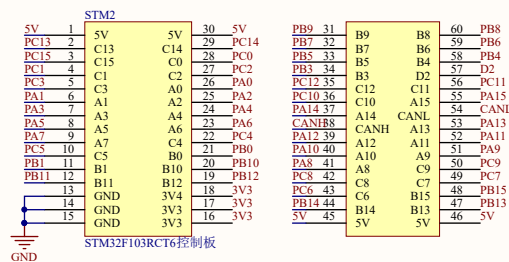 STM2
5V 1 5V 5V 30 5V
PC13 2 C13 C14 29 PC14
PC15 3 C15 C0 28 PC0
PC1 4 C1 C2 27 PC2
PC3 5 C3 A0 26 PA0
PA1 6 A1 A2 25 PA2
PA3 7 A3 A4 24 PA4
PA5 8 A5 A6 23 PA6
PA7 9 A7 C4 22 PC4
PC5 10 C5 B0 21 PB0
PB1 11 B1 B10 20 PB10
PB11 12 B11 B12 19 PB12
13 GND 3V4 18 3V3
14 GND 3V3 17 3V3
15 GND 3V3 16 3V3
STM32F103RCT6控制板
GND
PB9 31 B9 B8 60 PB8
PB7 32 B7 B6 59 PB6
PB5 33 B5 B4 58 PB4
PB3 34 B3 D2 57 D2
PC12 35 C12 C11 56 PC11
PC10 36 C10 A15 55 PA15
PA14 37 A14 CANL 54 CANL
CANH 38 CANH A13 53 PA13
PA12 39 A12 A11 52 PA11
PA10 40 A10 A9 51 PA9
PA8 41 A8 C9 50 PC9
PC8 42 C8 C7 49 PC7
PC6 43 C6 B15 48 PB15
PB14 44 B14 B13 47 PB13
5V 45 5V 5V 46 5V